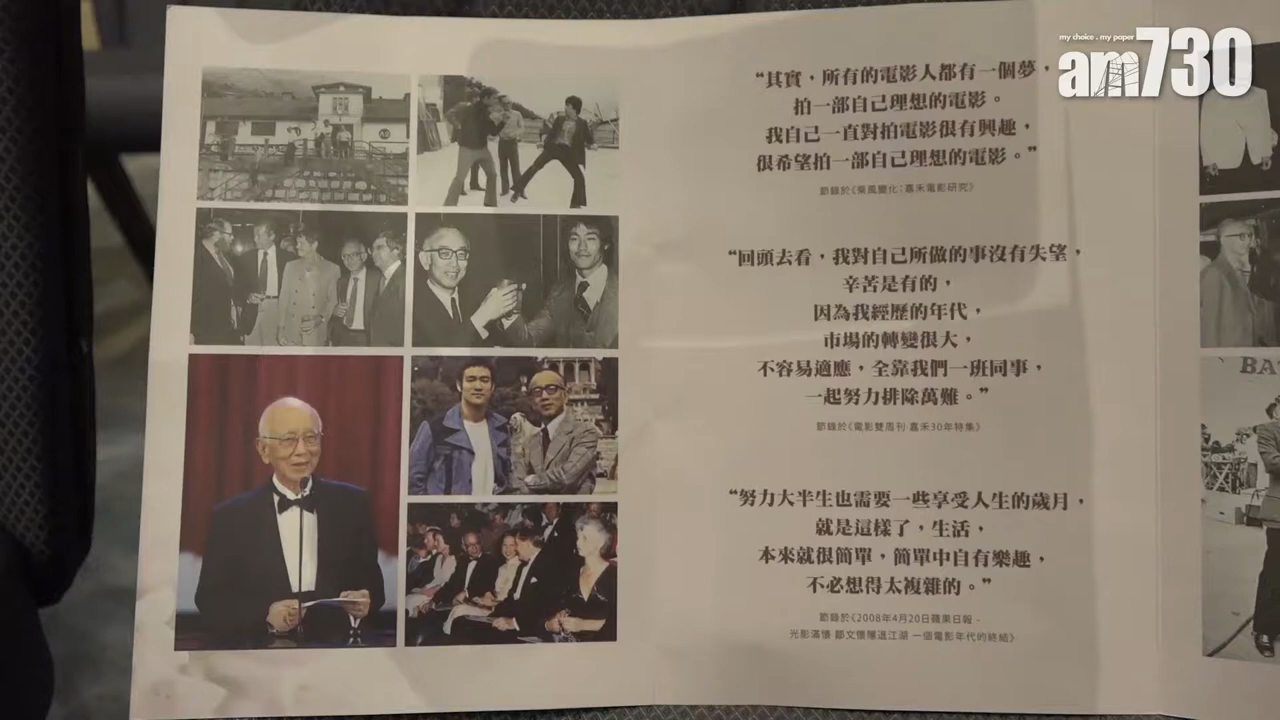 my choice . my paper
am730
“其實，所有的電影人都有一個夢，
拍一部自己理想的電影。
我自己一直對拍電影很有興趣，
很希望拍一部自己理想的電影。”
節錄於《乘風變化：嘉禾電影研究》
“回頭去看，我對自己所做的事沒有失望，
辛苦是有的，
因為我經歷的年代，
市場的轉變很大，
不容易適應，全靠我們一班同事，
一起努力排除萬難。”
節錄於《電影雙周刊·嘉禾30年特集》
“努力大半生也需要一些享受人生的歲月，
就是這樣了，生活，
本來就很簡單，簡單中自有樂趣，
不必想得太複雜的。”
節錄於《2008年4月20日蘋果日報 -
光影滿懷 鄒文懷隱退江湖 一個電影年代的終結》
BA